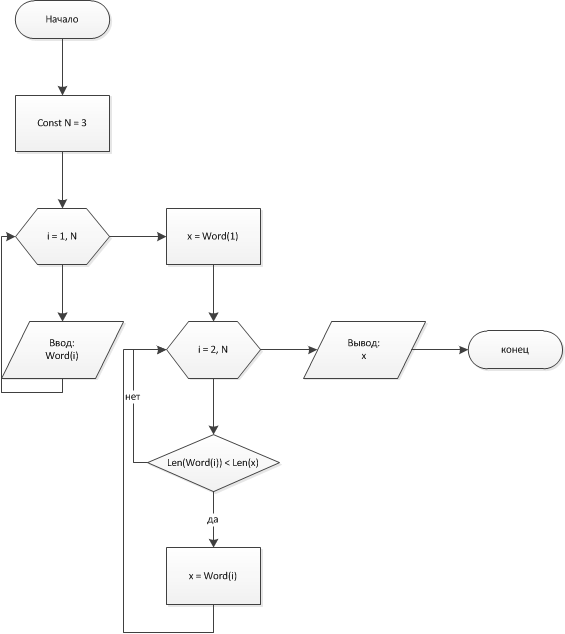 Начало
Const N = 3
i = 1, N
x = Word(1)
Ввод:
Word(i)
i = 2, N
Вывод:
x
конец
нет
Len(Word(i)) < Len(x)
да
x = Word(i)